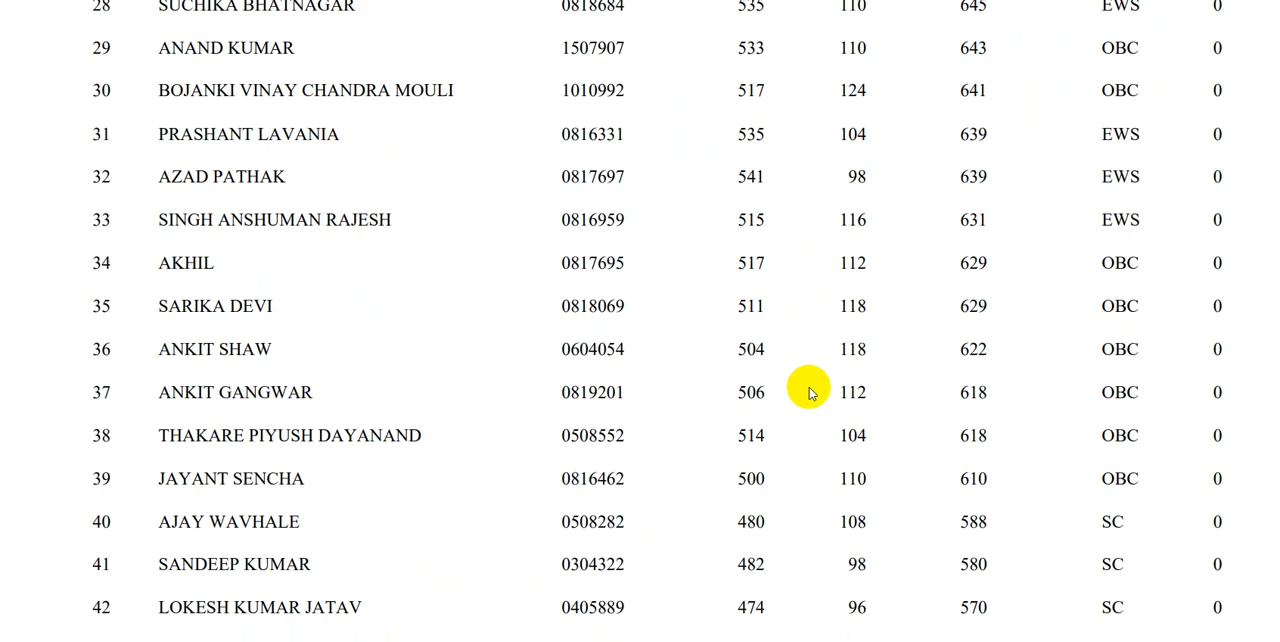 28 SUCHIKA BHATNAGAR 0818684 535 110 645 EWS 0
29 ANAND KUMAR 1507907 533 110 643 OBC 0
30 BOJANKI VINAY CHANDRA MOULI 1010992 517 124 641 OBC 0
31 PRASHANT LAVANIA 0816331 535 104 639 EWS 0
32 AZAD PATHAK 0817697 541 98 639 EWS 0
33 SINGH ANSHUMAN RAJESH 0816959 515 116 631 EWS 0
34 AKHIL 0817695 517 112 629 OBC 0
35 SARIKA DEVI 0818069 511 118 629 OBC 0
36 ANKIT SHAW 0604054 504 118 622 OBC 0
37 ANKIT GANGWAR 0819201 506 112 618 OBC 0
38 THAKARE PIYUSH DAYANAND 0508552 514 104 618 OBC 0
39 JAYANT SENCHA 0816462 500 110 610 OBC 0
40 AJAY WAVHALE 0508282 480 108 588 SC 0
41 SANDEEP KUMAR 0304322 482 98 580 SC 0
42 LOKESH KUMAR JATAV 0405889 474 96 570 SC 0